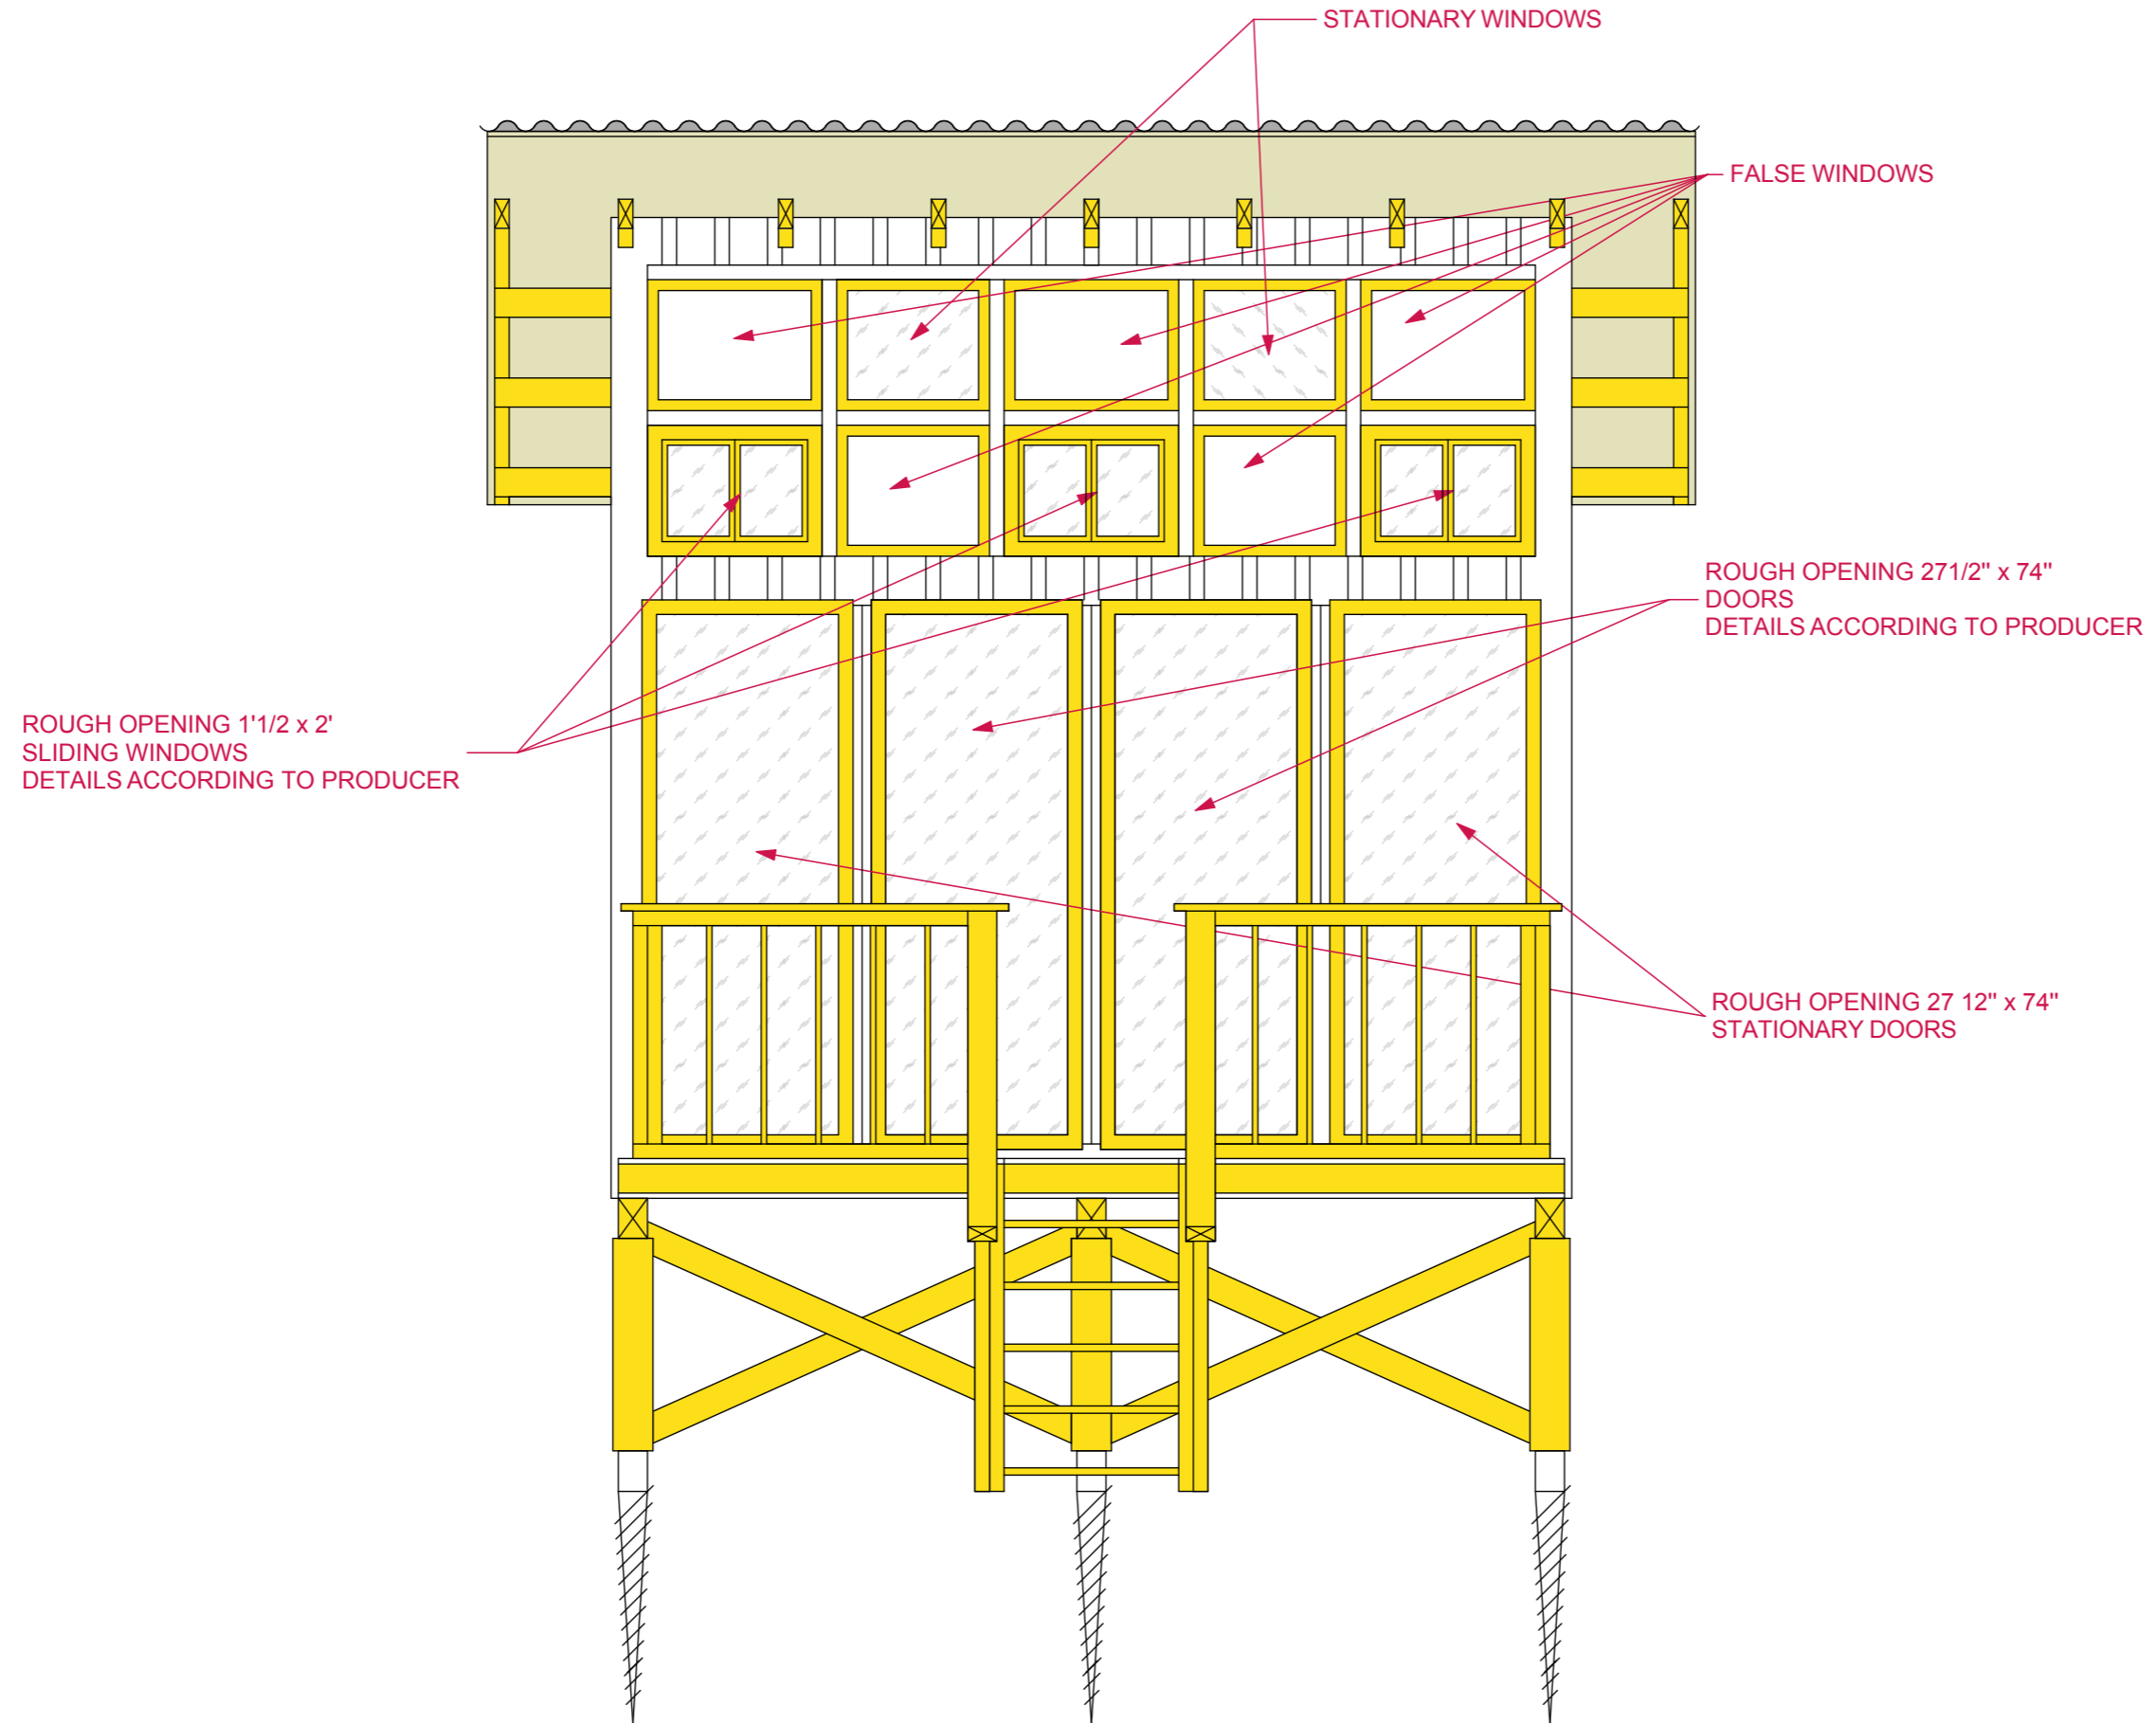 STATIONARY WINDOWS
FALSE WINDOWS
ROUGH OPENING 271/2" x 74"
DOORS
DETAILS ACCORDING TO PRODUCER
ROUGH OPENING 1'1/2 x 2'
SLIDING WINDOWS
DETAILS ACCORDING TO PRODUCER
ROUGH OPENING 27 12" x 74"
STATIONARY DOORS